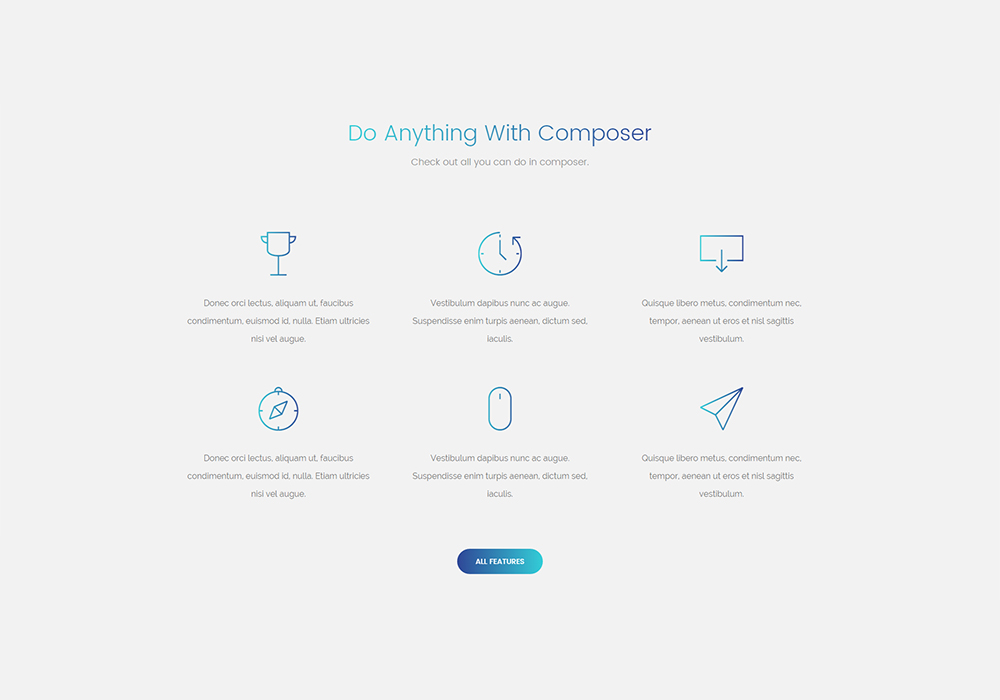 Do Anything With Composer
Check out all you can do in composer.
Donec orci lectus, aliquam ut, faucibus
condimentum, euismod id, nulla. Etiam ultricies
nisi vel augue.
Vestibulum dapibus nunc ac augue.
Suspendisse enim turpis aenean, dictum sed,
iaculis.
Quisque libero metus, condimentum nec,
tempor, aenean ut eros et nisl sagittis
vestibulum.
Donec orci lectus, aliquam ut, faucibus
condimentum, euismod id, nulla. Etiam ultricies
nisi vel augue.
Vestibulum dapibus nunc ac augue.
Suspendisse enim turpis aenean, dictum sed,
iaculis.
Quisque libero metus, condimentum nec,
tempor, aenean ut eros et nisl sagittis
vestibulum.
ALL FEATURES